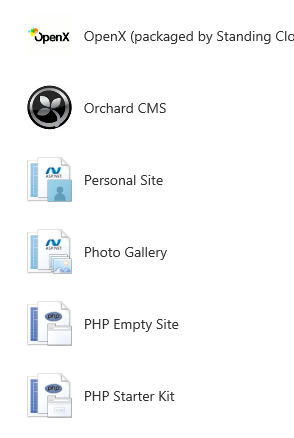 OpenX OpenX (packaged by Standing Clo
Orchard CMS
ASP.NET Personal Site
ASP.NET Photo Gallery
php PHP Empty Site
php PHP Starter Kit